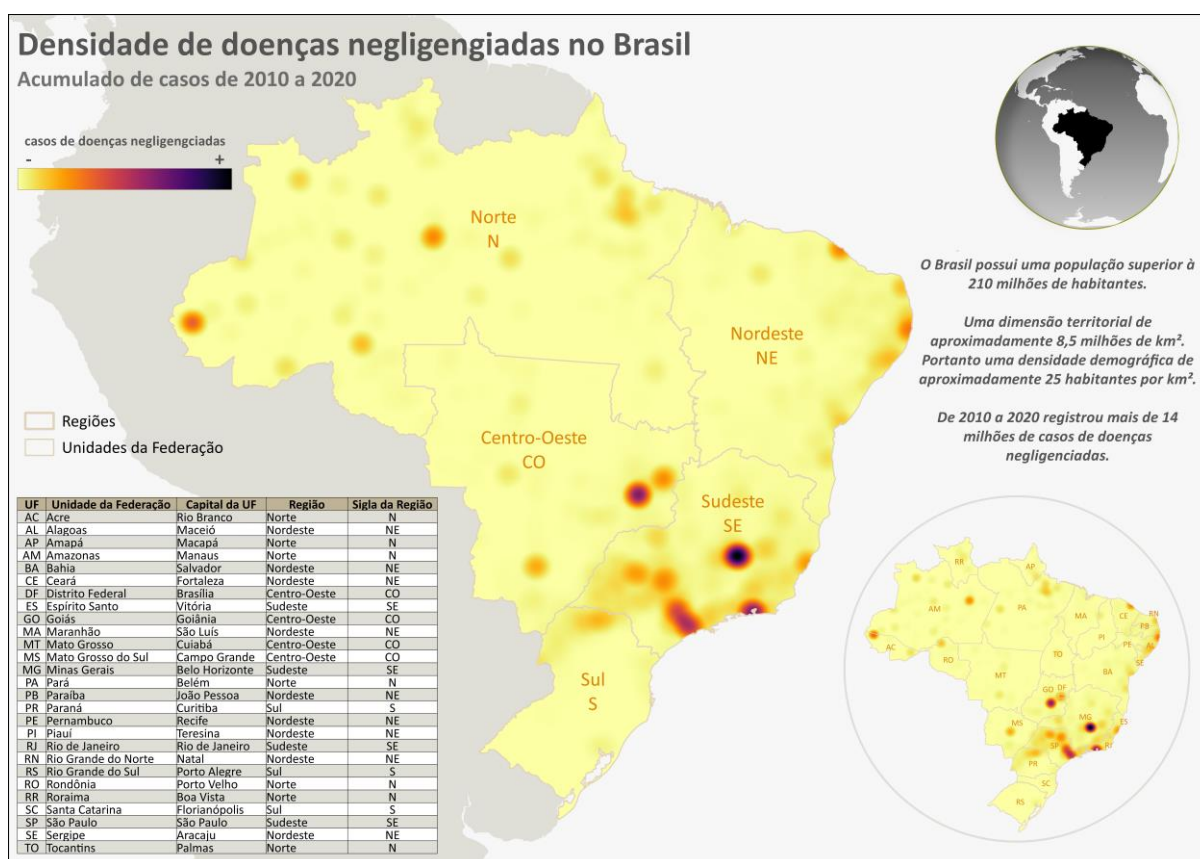 Densidade de doenças negligengiadas no Brasil
Acumulado de casos de 2010 a 2020
casos de doenças negligengciadas
- +
Norte
N
Nordeste
NE
Centro-Oeste
CO
Sudeste
SE
Sul
S
Regiões
Unidades da Federação
O Brasil possui uma população superior à
210 milhões de habitantes.
Uma dimensão territorial de
aproximadamente 8,5 milhões de km².
Portanto uma densidade demográfica de
aproximadamente 25 habitantes por km².
De 2010 a 2020 registrou mais de 14
milhões de casos de doenças
negligenciadas.
UF Unidade da Federação Capital da UF Região Sigla da Região
AC Acre Rio Branco Norte N
AL Alagoas Maceió Nordeste NE
AP Amapá Macapá Norte N
AM Amazonas Manaus Norte N
BA Bahia Salvador Nordeste NE
CE Ceará Fortaleza Nordeste NE
DF Distrito Federal Brasília Centro-Oeste CO
ES Espírito Santo Vitória Sudeste SE
GO Goiás Goiânia Centro-Oeste CO
MA Maranhão São Luís Nordeste NE
MT Mato Grosso Cuiabá Centro-Oeste CO
MS Mato Grosso do Sul Campo Grande Centro-Oeste CO
MG Minas Gerais Belo Horizonte Sudeste SE
PA Pará Belém Norte N
PB Paraíba João Pessoa Nordeste NE
PR Paraná Curitiba Sul S
PE Pernambuco Recife Nordeste NE
PI Piauí Teresina Nordeste NE
RJ Rio de Janeiro Rio de Janeiro Sudeste SE
RN Rio Grande do Norte Natal Nordeste NE
RS Rio Grande do Sul Porto Alegre Sul S
RO Rondônia Porto Velho Norte N
RR Roraima Boa Vista Norte N
SC Santa Catarina Florianópolis Sul S
SP São Paulo São Paulo Sudeste SE
SE Sergipe Aracaju Nordeste NE
TO Tocantins Palmas Norte N
RR AP
AM PA MA CE RN
PB
PI PE AL
AC RO TO SE
MT BA
GO DF
MS MG ES
SP RJ
PR
SC
RS